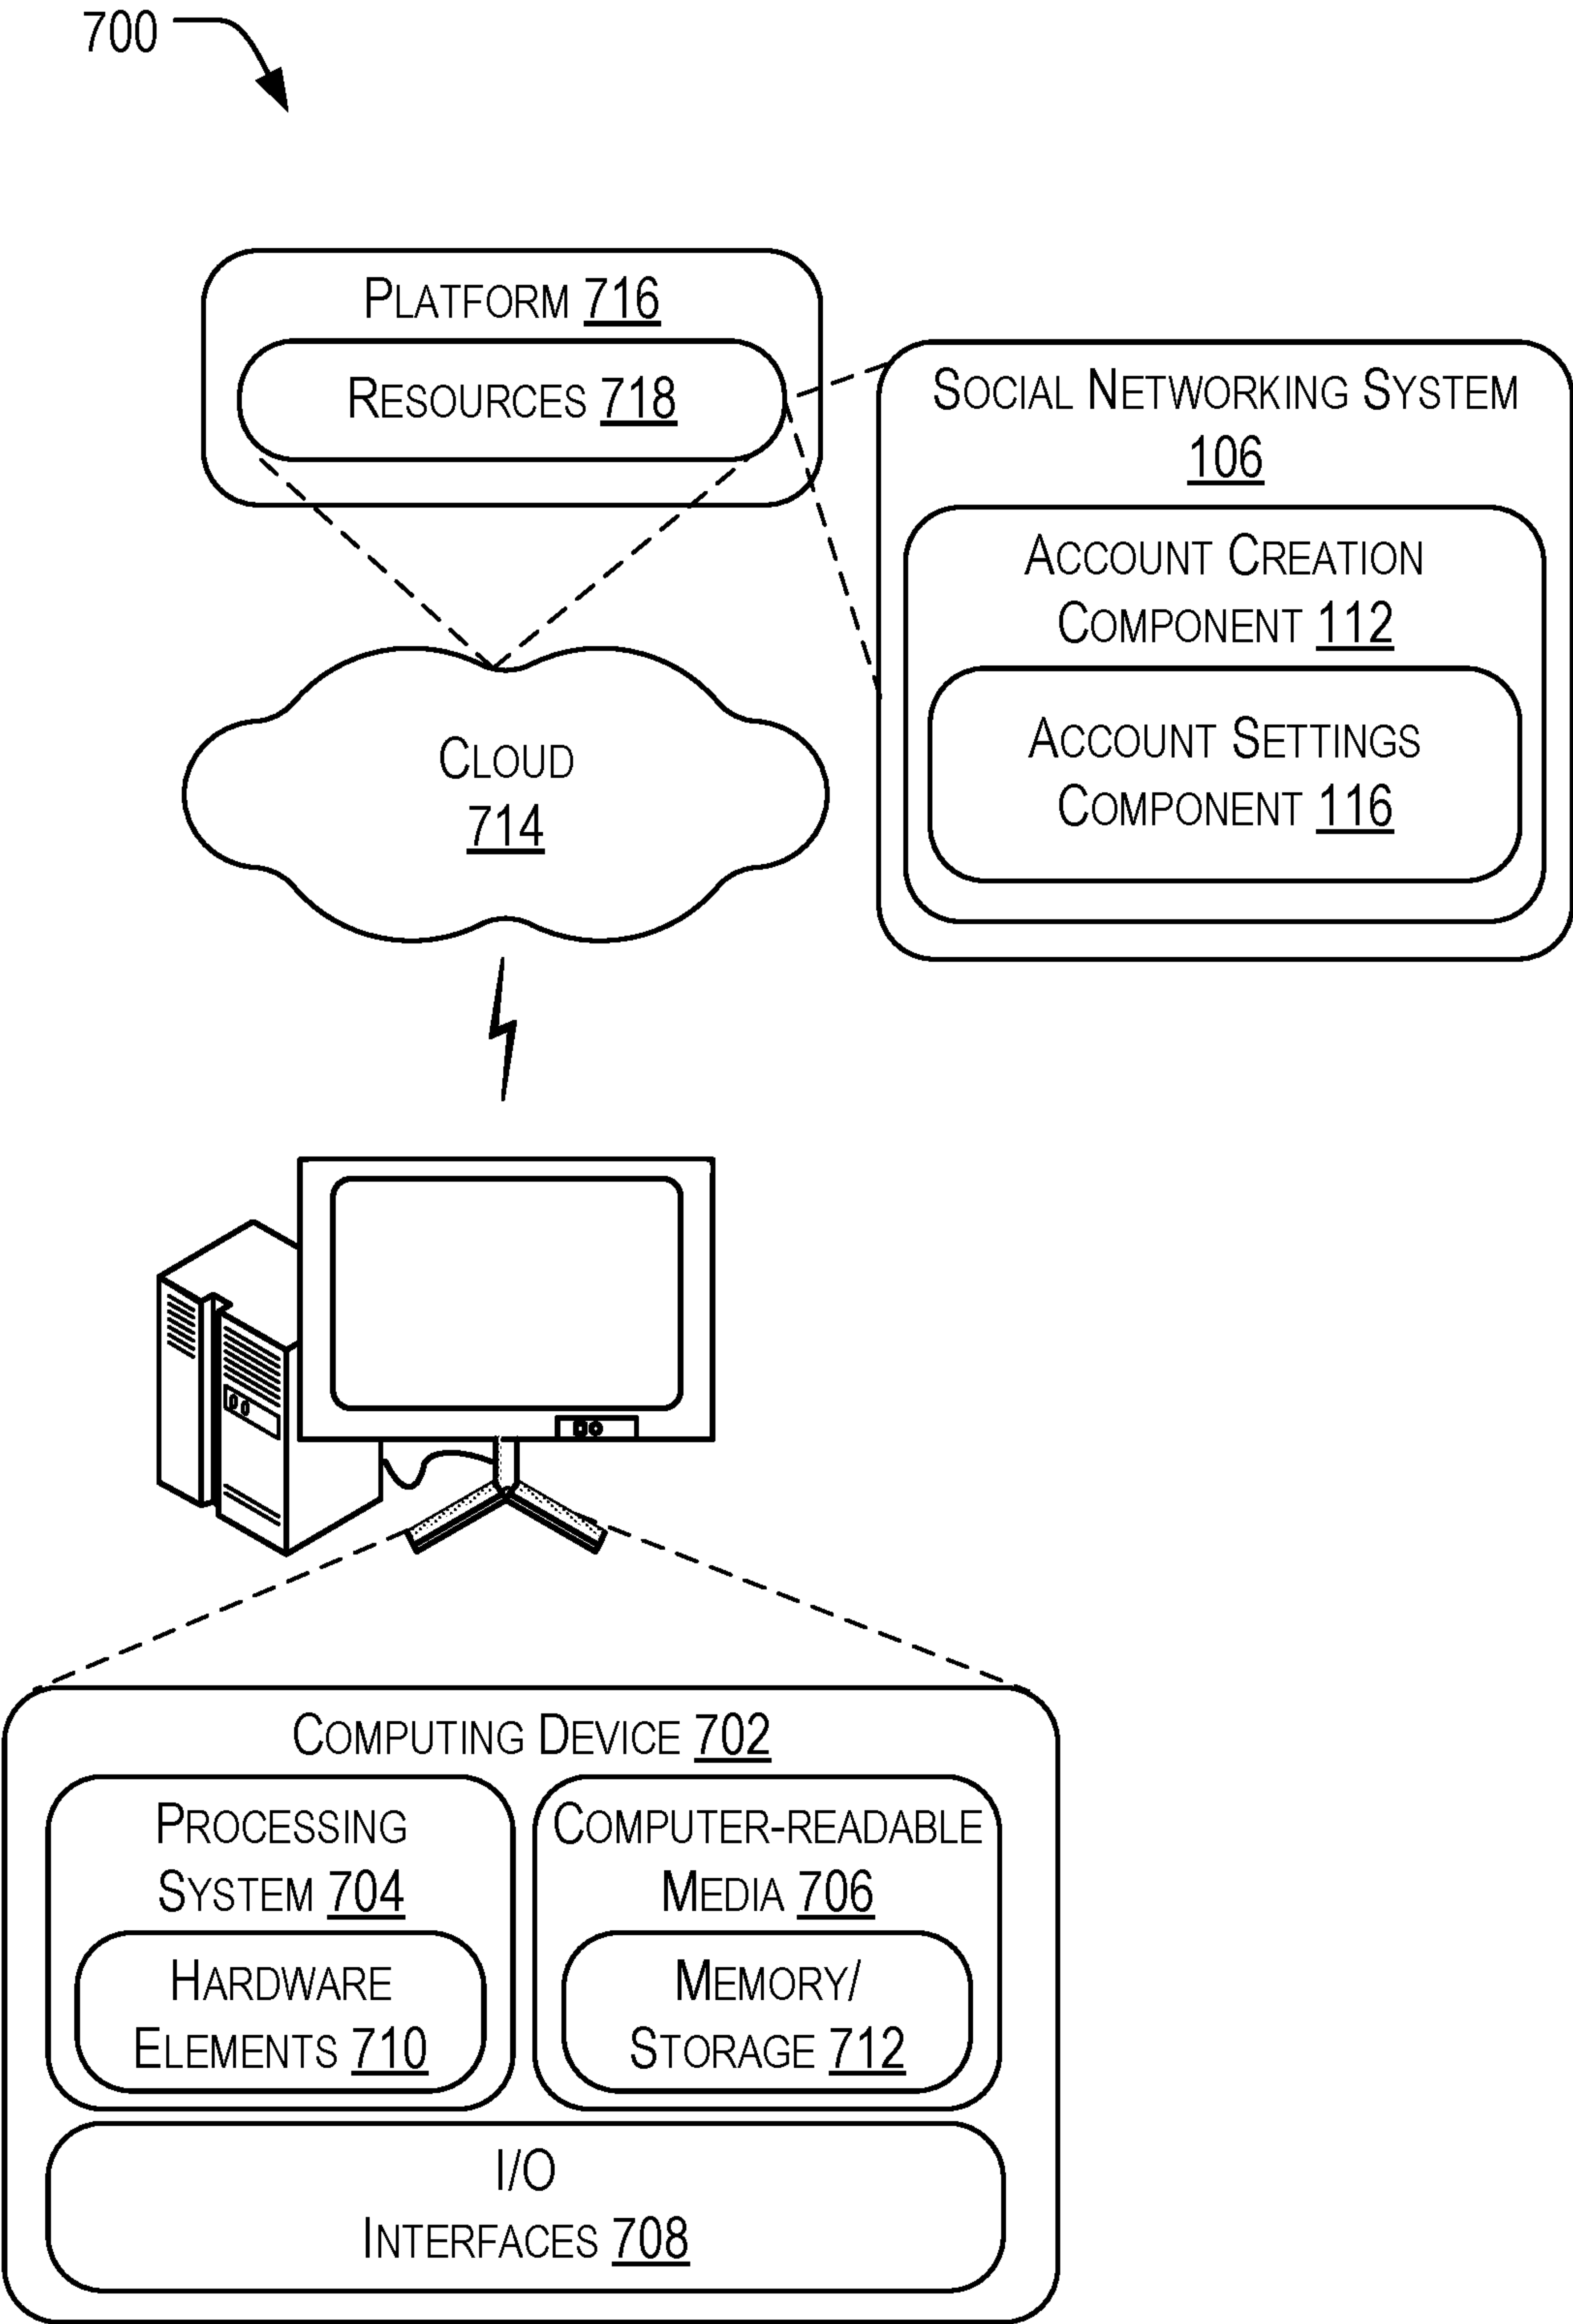 700
PLATFORM 716
RESOURCES 718
SOCIAL NETWORKING SYSTEM
106
ACCOUNT CREATION
COMPONENT 112
ACCOUNT SETTINGS
COMPONENT 116
CLOUD
714
COMPUTING DEVICE 702
PROCESSING
SYSTEM 704
HARDWARE
ELEMENTS 710
COMPUTER-READABLE
MEDIA 706
MEMORY/
STORAGE 712
I/O
INTERFACES 708